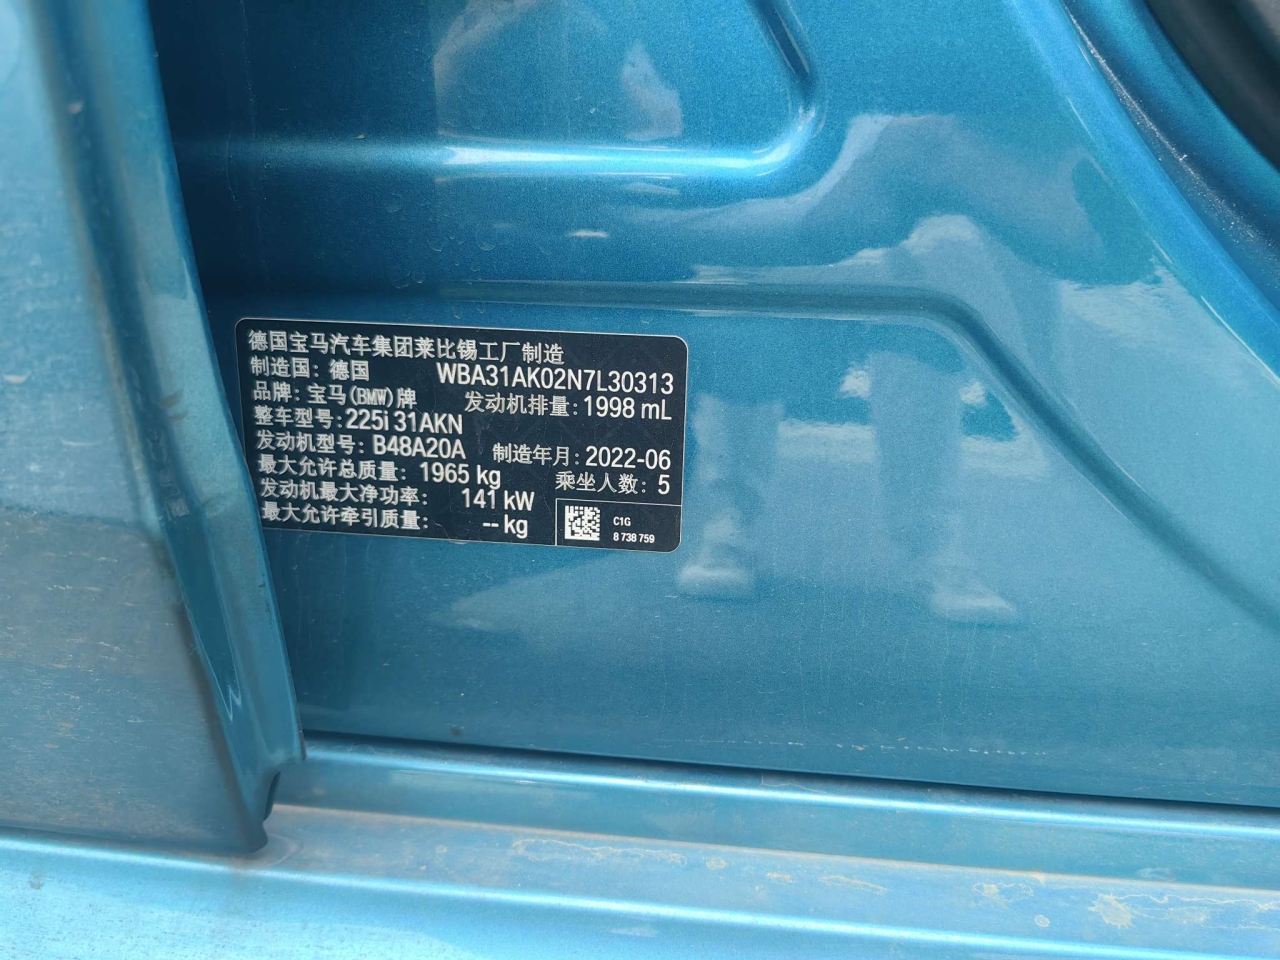 德国宝马汽车集团莱比锡工厂制造
制造国: 德国 WBA31AK02N7L30313
品牌: 宝马(BMW)牌 发动机排量: 1998 mL
整车型号: 225i 31AKN
发动机型号: B48A20A 制造年月: 2022-06
最大允许总质量: 1965 kg 乘坐人数: 5
发动机最大净功率: 141 kW
最大允许牵引质量: -- kg
C1G
8 738 759